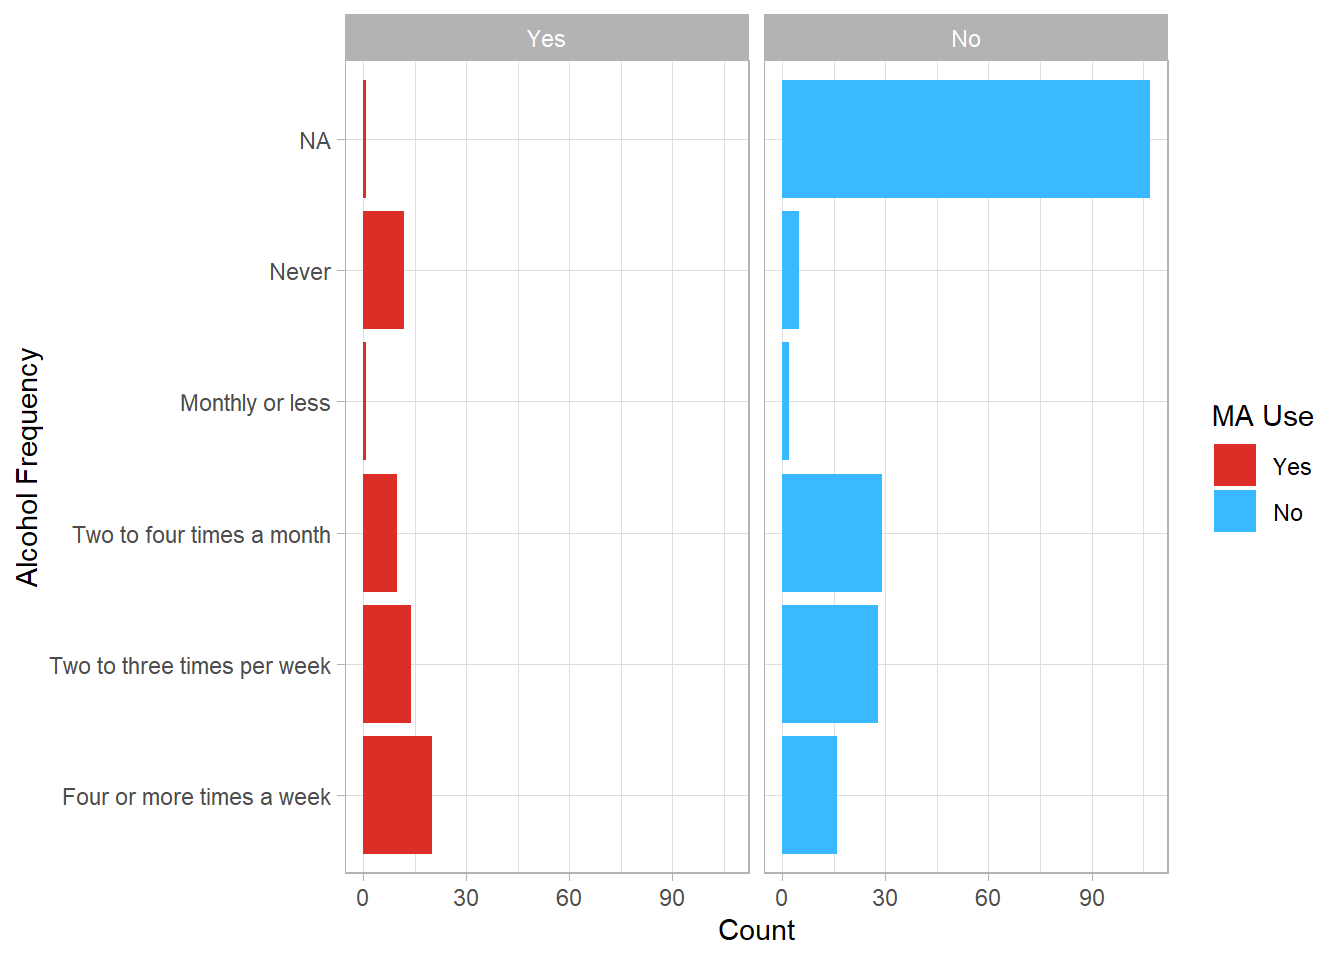 Yes
No
NA
Never
Monthly or less
Two to four times a month
Two to three times per week
Four or more times a week
Alcohol Frequency
0 30 60 90
0 30 60 90
Count
MA Use
Yes
No